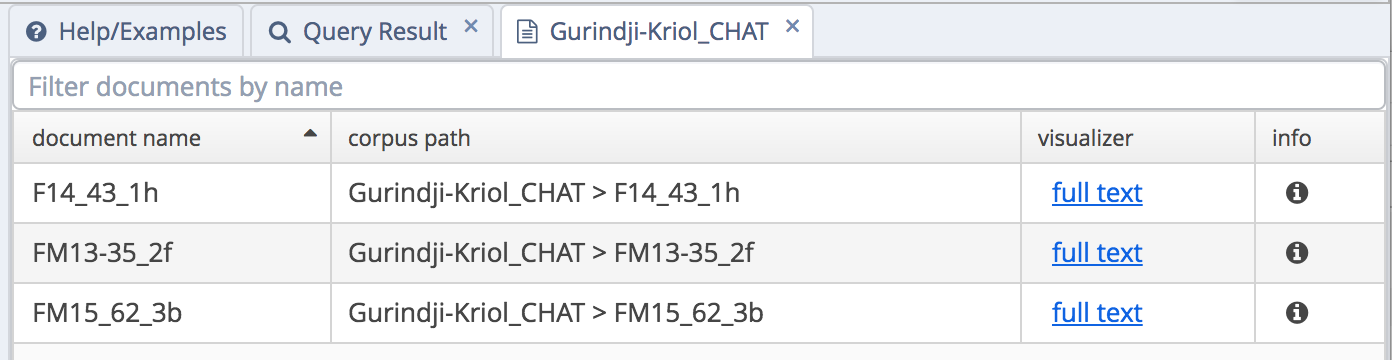 Help/Examples Query Result Gurindji-Kriol_CHAT
Filter documents by name
document name corpus path visualizer info
F14_43_1h Gurindji-Kriol_CHAT > F14_43_1h full text
FM13-35_2f Gurindji-Kriol_CHAT > FM13-35_2f full text
FM15_62_3b Gurindji-Kriol_CHAT > FM15_62_3b full text